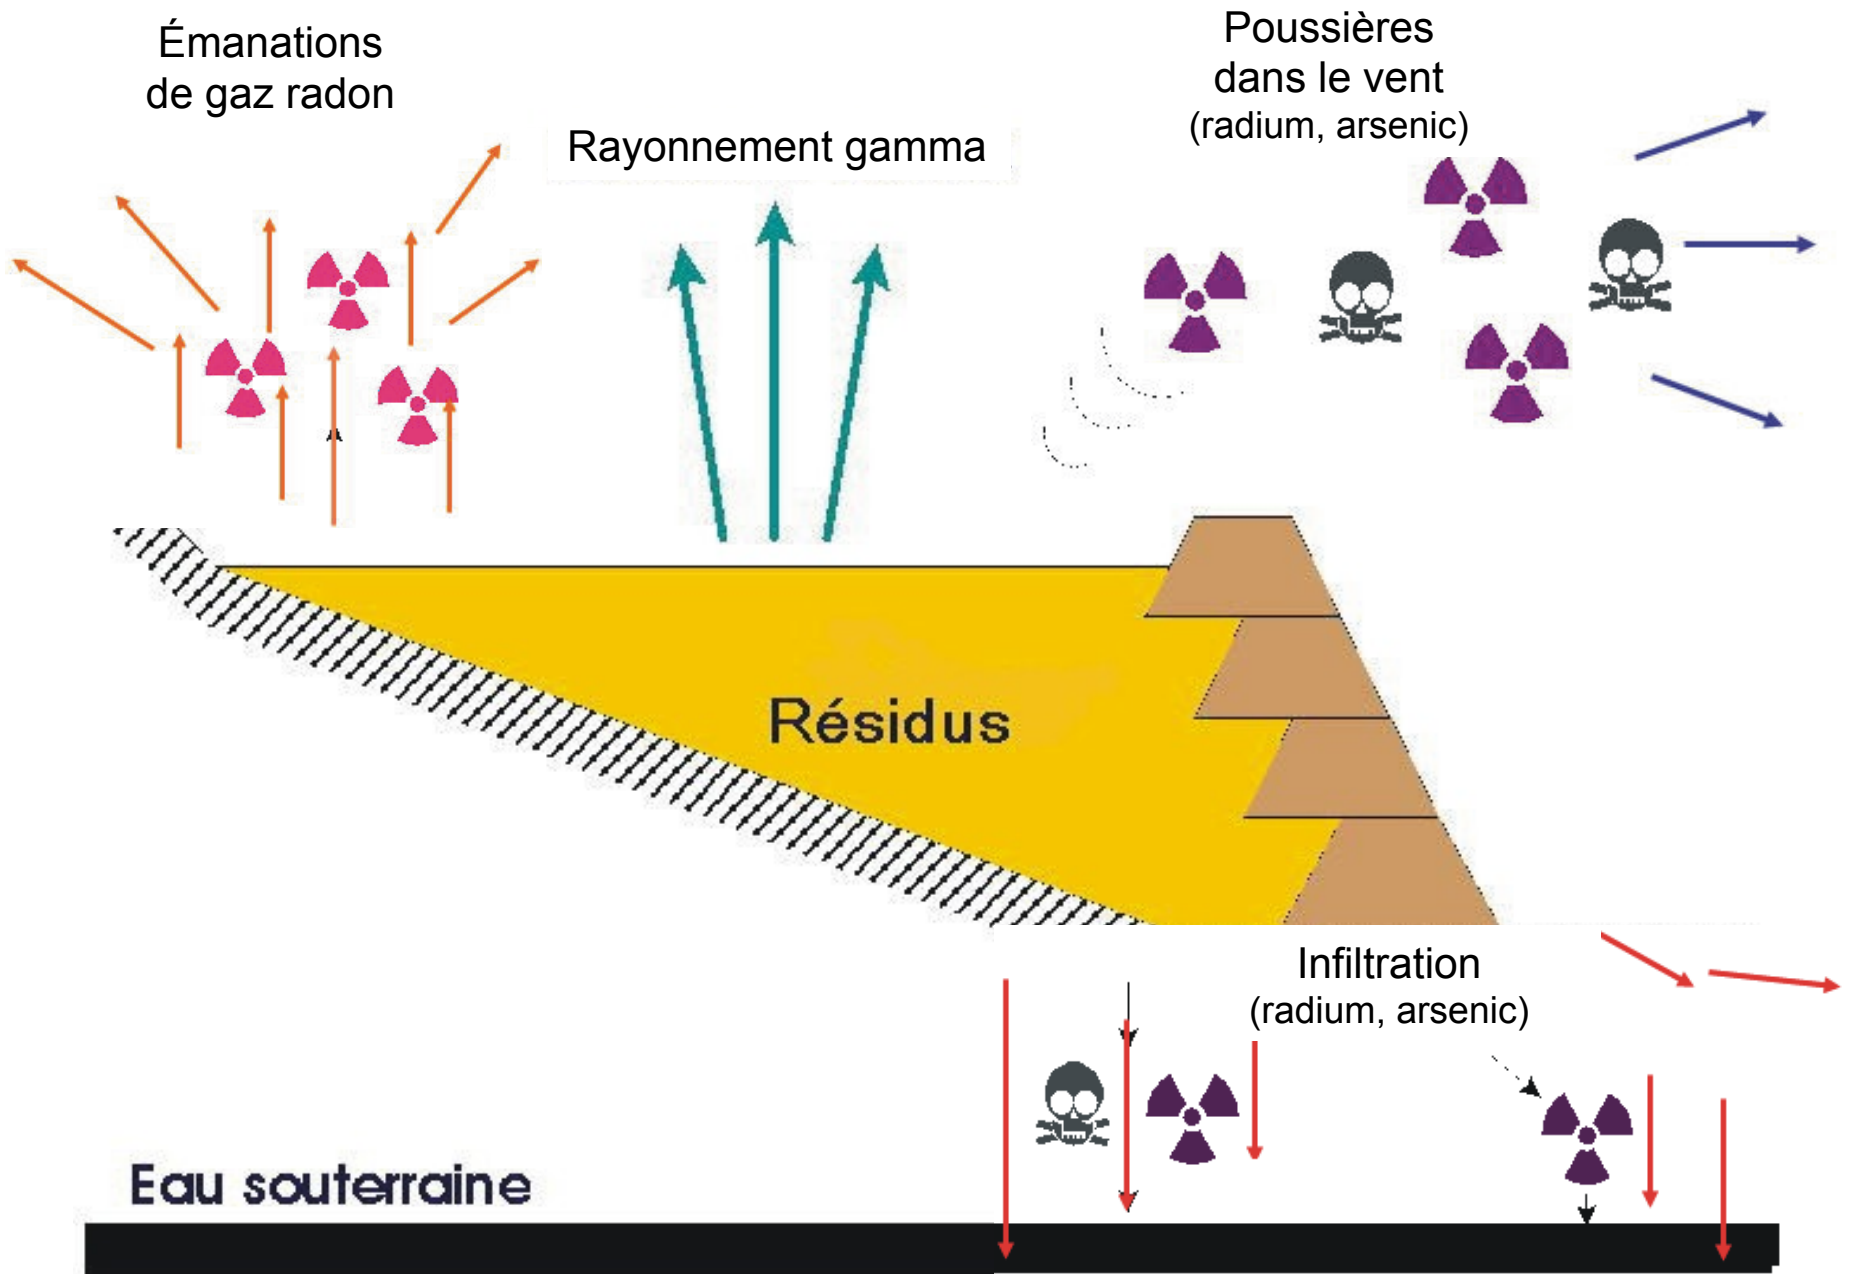 Émanations
de gaz radon
Rayonnement gamma
Poussières
dans le vent
(radium, arsenic)
Résidus
Infiltration
(radium, arsenic)
Eau souterraine